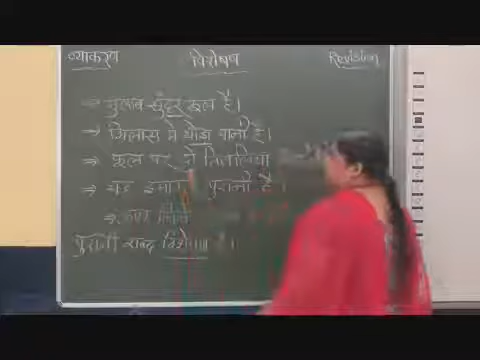 व्याकरण
विशेषण
Revision
→ गुलाब सुंदर फूल है।
→ गिलास मे थोडा पानी है।
→ फूल पर दो तितलिया
→ यह इमारत पुरानी है।
पुरानी शब्द विशेषण है।